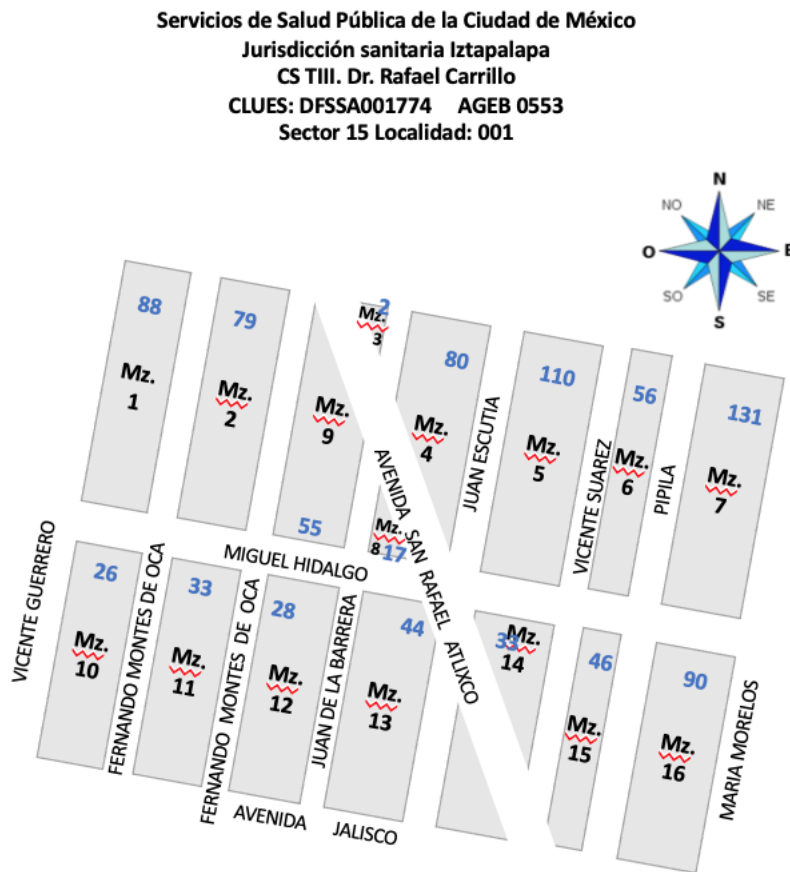 Servicios de Salud Pública de la Ciudad de México
Jurisdicción sanitaria Iztapalapa
CS TIII. Dr. Rafael Carrillo
CLUES: DFSSA001774 AGEB 0553
Sector 15 Localidad: 001
N
NO
NE
O
E
SO
SE
S
88
Mz.
1
79
Mz.
2
Mz.
9
55
2
Mz.
3
80
Mz.
4
110
Mz.
5
56
Mz.
6
131
Mz.
7
Mz.
8
17
AVENIDA SAN RAFAEL ATLIXCO
JUAN ESCUTIA
VICENTE SUAREZ
PIPILA
MIGUEL HIDALGO
VICENTE GUERRERO
26
Mz.
10
FERNANDO MONTES DE OCA
33
Mz.
11
FERNANDO MONTES DE OCA
28
Mz.
12
JUAN DE LA BARRERA
44
Mz.
13
33
Mz.
14
46
Mz.
15
90
Mz.
16
MARIA MORELOS
AVENIDA JALISCO